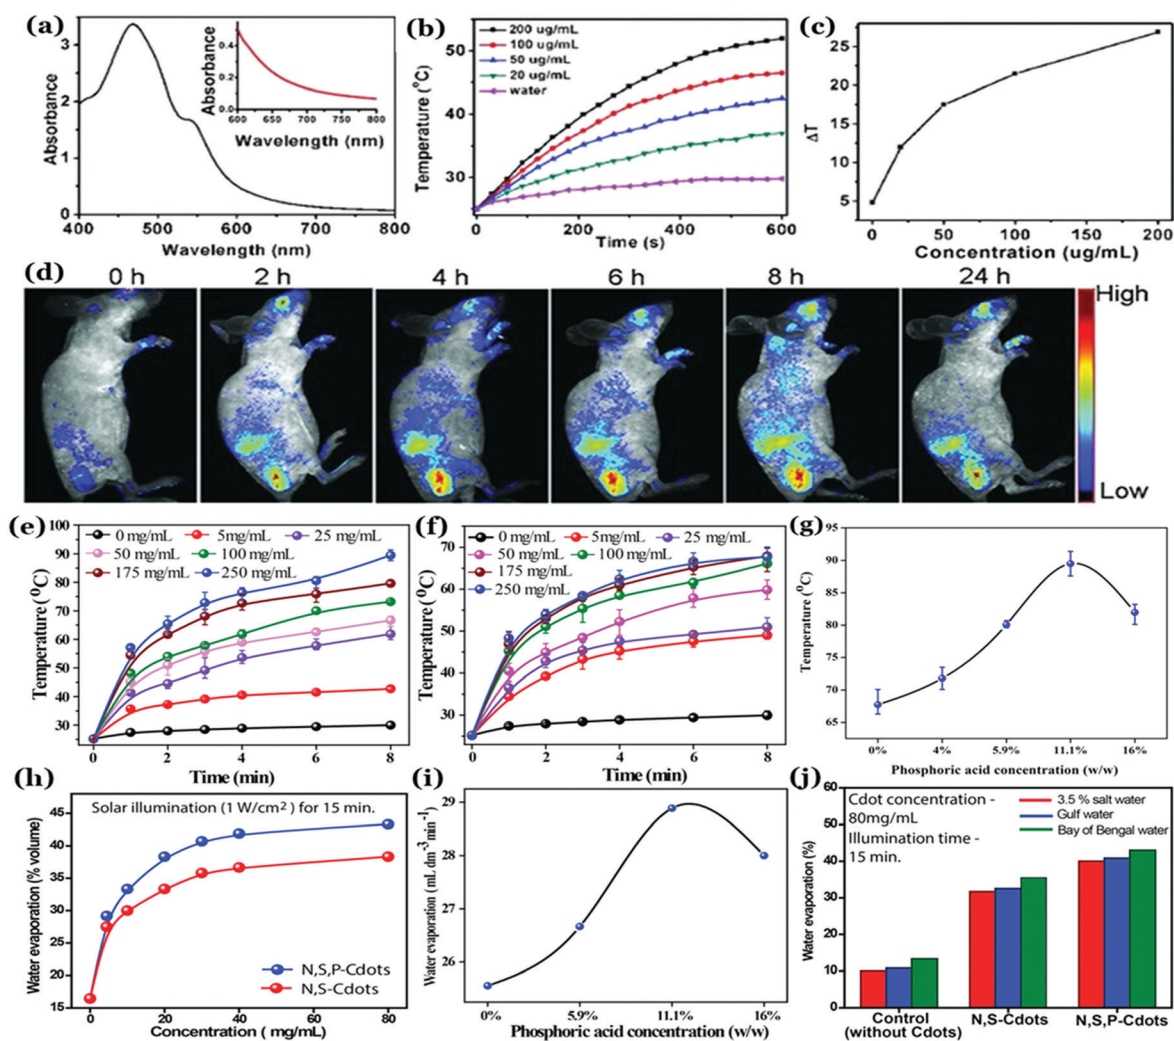 (a)
3
2
1
0
Absorbance
400 500 600 700 800
Wavelength (nm)
0.4
0.2
0.0
Absorbance
600 650 700 750 800
Wavelength (nm)
(b)
50
40
30
Temperature (°C)
200 ug/mL
100 ug/mL
50 ug/mL
20 ug/mL
water
0 200 400 600
Time (s)
(c)
25
20
15
10
5
ΔT
0 50 100 150 200
Concentration (ug/mL)
(d)
0 h 2 h 4 h 6 h 8 h 24 h
High
Low
(e)
100
90
80
70
60
50
40
30
Temperature (°C)
0 mg/mL 5mg/mL 25 mg/mL
50 mg/mL 100 mg/mL
175 mg/mL 250 mg/mL
0 2 4 6 8
Time (min)
(f)
70
60
50
40
30
Temperature (°C)
0 mg/mL 5mg/mL 25 mg/mL
50 mg/mL 100 mg/mL
175 mg/mL
250 mg/mL
0 2 4 6 8
Time (min)
(g)
90
85
80
75
70
65
Temperature (°C)
0% 4% 5.9% 11.1% 16%
Phosphoric acid concentration (w/w)
(h)
45
40
35
30
25
20
15
Water evaporation (% volume)
Solar illumination (1 W/cm²) for 15 min.
N,S,P-Cdots
N,S-Cdots
0 20 40 60 80
Concentration ( mg/mL)
(i)
29
28
27
26
Water evaporation ( mL dm⁻³ min⁻¹)
0% 5.9% 11.1% 16%
Phosphoric acid concentration (w/w)
(j)
60
50
40
30
20
10
0
Water evaporation (%)
Cdot concentration -
80mg/mL
Illumination time -
15 min.
3.5 % salt water
Gulf water
Bay of Bengal water
Control
(without Cdots)
N,S-Cdots
N,S,P-Cdots